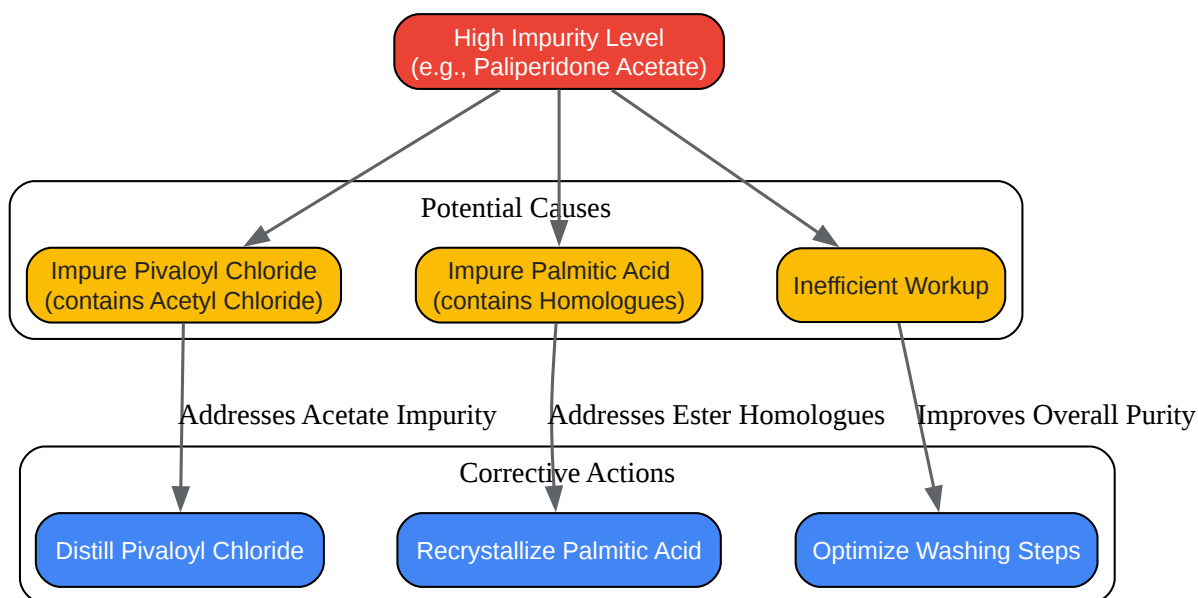 High Impurity Level
(e.g., Paliperidone Acetate)
Potential Causes
Impure Pivaloyl Chloride
(contains Acetyl Chloride)
Impure Palmitic Acid
(contains Homologues)
Inefficient Workup
Addresses Acetate Impurity
Addresses Ester Homologues
Improves Overall Purity
Corrective Actions
Distill Pivaloyl Chloride
Recrystallize Palmitic Acid
Optimize Washing Steps